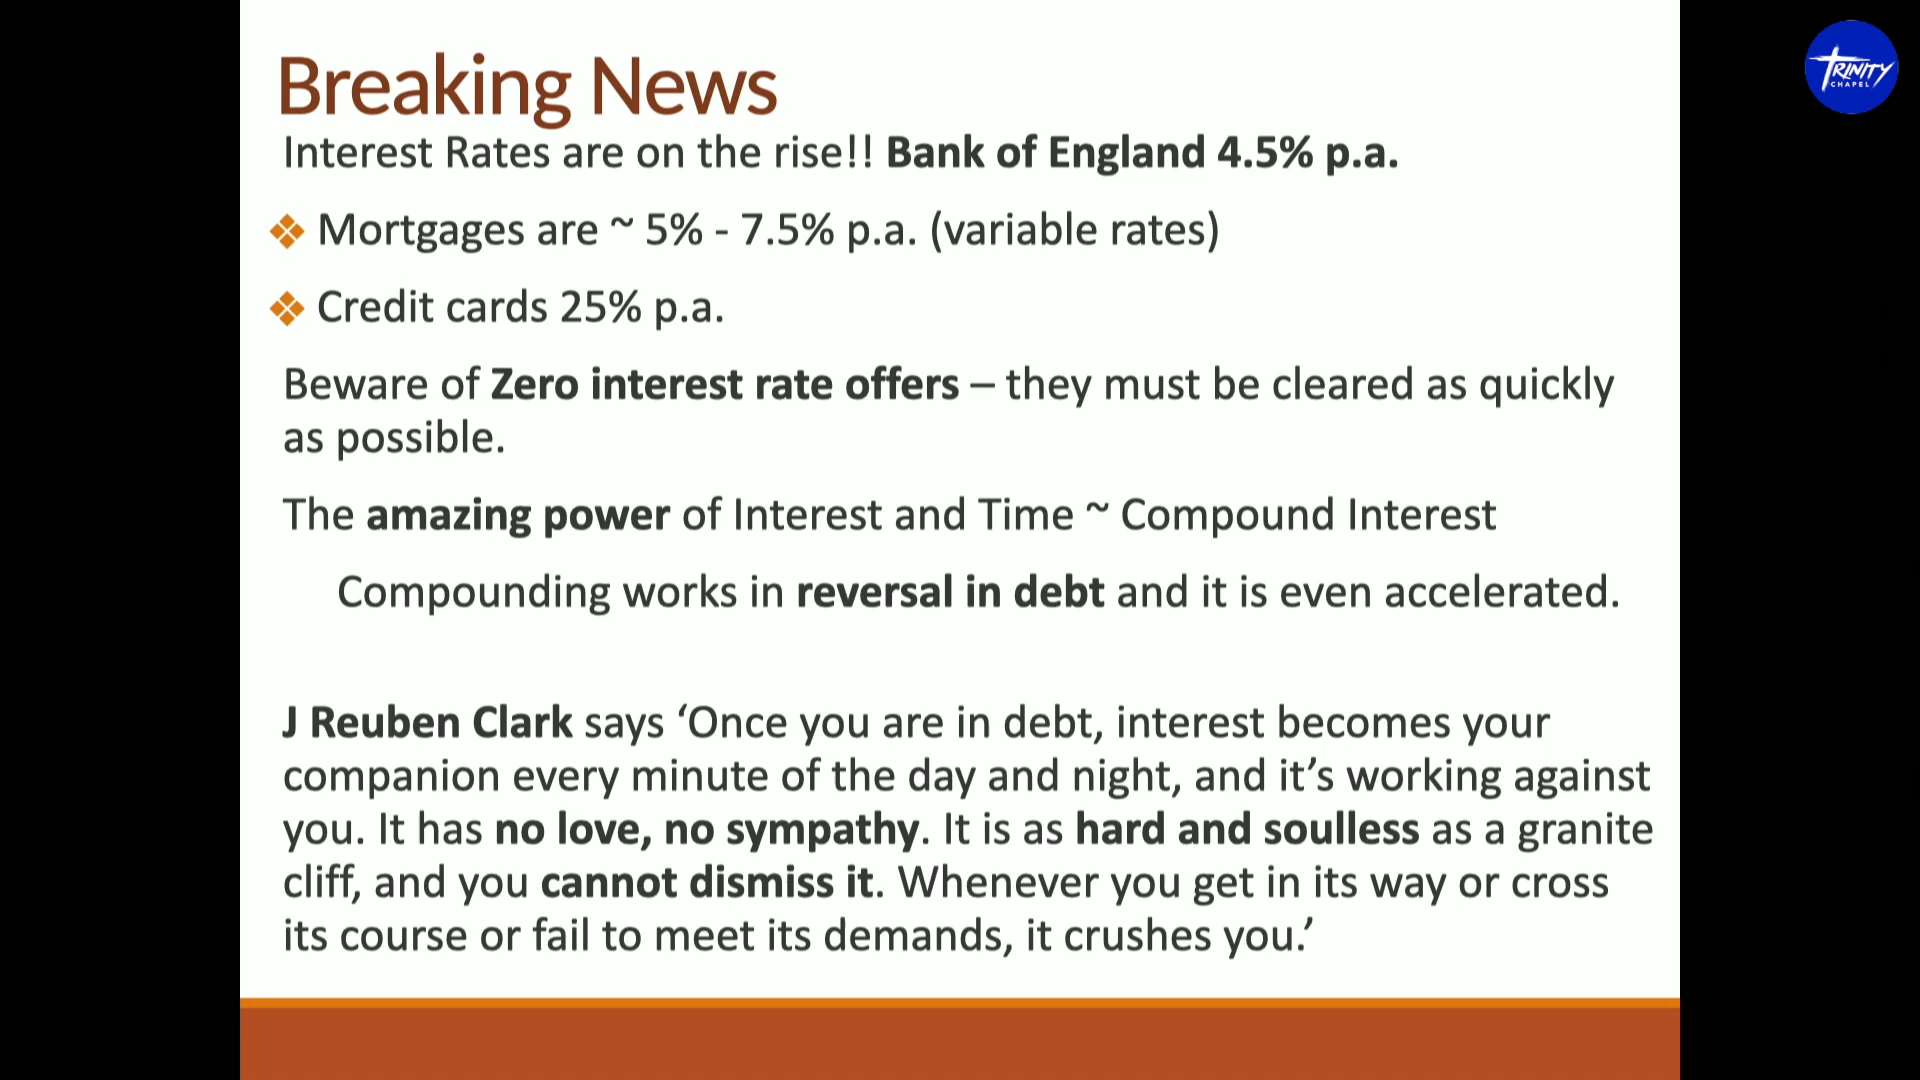 Breaking News
TRINITY
CHAPEL
Interest Rates are on the rise!! Bank of England 4.5% p.a.
Mortgages are ~ 5% - 7.5% p.a. (variable rates)
Credit cards 25% p.a.
Beware of Zero interest rate offers – they must be cleared as quickly
as possible.
The amazing power of Interest and Time ~ Compound Interest
Compounding works in reversal in debt and it is even accelerated.
J Reuben Clark says ‘Once you are in debt, interest becomes your
companion every minute of the day and night, and it’s working against
you. It has no love, no sympathy. It is as hard and soulless as a granite
cliff, and you cannot dismiss it. Whenever you get in its way or cross
its course or fail to meet its demands, it crushes you.’